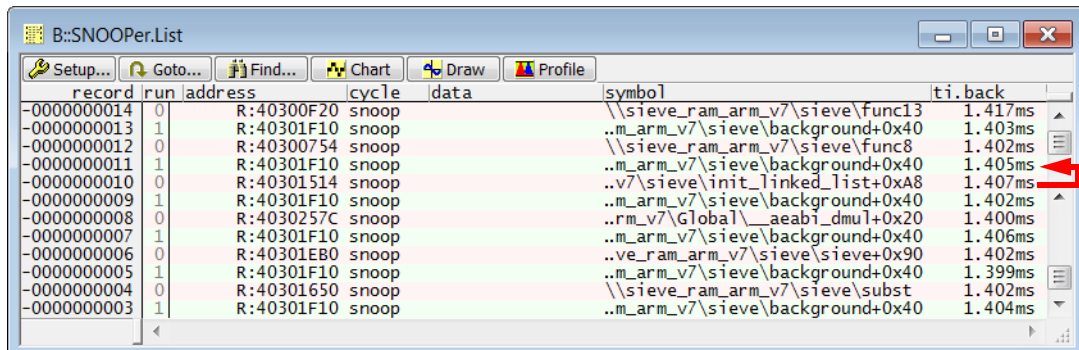 B::SNOOPer.List
Setup... Goto... Find... Chart Draw Profile
record run address cycle data symbol ti.back
-0000000014 0 R:40300F20 snoop \\sieve_ram_arm_v7\sieve\func13 1.417ms
-0000000013 1 R:40301F10 snoop ..m_arm_v7\sieve\background+0x40 1.403ms
-0000000012 0 R:40300754 snoop \\sieve_ram_arm_v7\sieve\func8 1.402ms
-0000000011 1 R:40301F10 snoop ..m_arm_v7\sieve\background+0x40 1.405ms
-0000000010 0 R:40301514 snoop ..v7\sieve\init_linked_list+0xA8 1.407ms
-0000000009 1 R:40301F10 snoop ..m_arm_v7\sieve\background+0x40 1.402ms
-0000000008 0 R:4030257C snoop ..rm_v7\Global\__aeabi_dmul+0x20 1.400ms
-0000000007 1 R:40301F10 snoop ..m_arm_v7\sieve\background+0x40 1.406ms
-0000000006 0 R:40301EB0 snoop ..ve_ram_arm_v7\sieve\sieve+0x90 1.402ms
-0000000005 1 R:40301F10 snoop ..m_arm_v7\sieve\background+0x40 1.399ms
-0000000004 0 R:40301650 snoop \\sieve_ram_arm_v7\sieve\subst 1.402ms
-0000000003 1 R:40301F10 snoop ..m_arm_v7\sieve\background+0x40 1.404ms